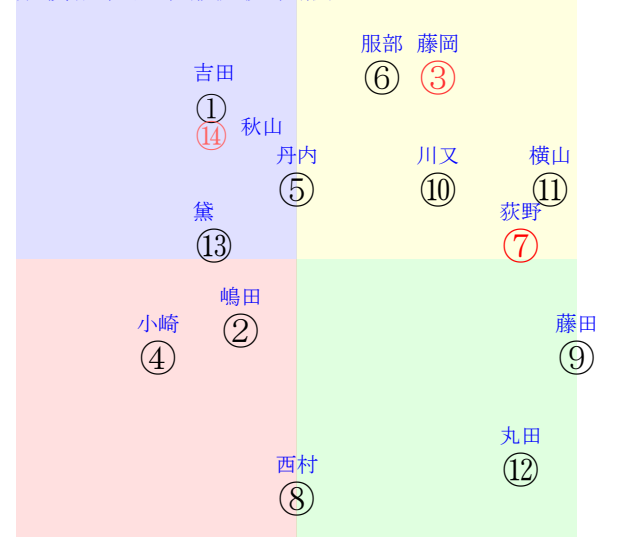 服部 藤岡
⑥ ③
吉田
①
⑭ 秋山
丹内 川又 横山
⑤ ⑩ ⑪
黛 荻野
⑬ ⑦
嶋田
②
小崎 藤田
④ ⑨
丸田
⑫
西村
⑧